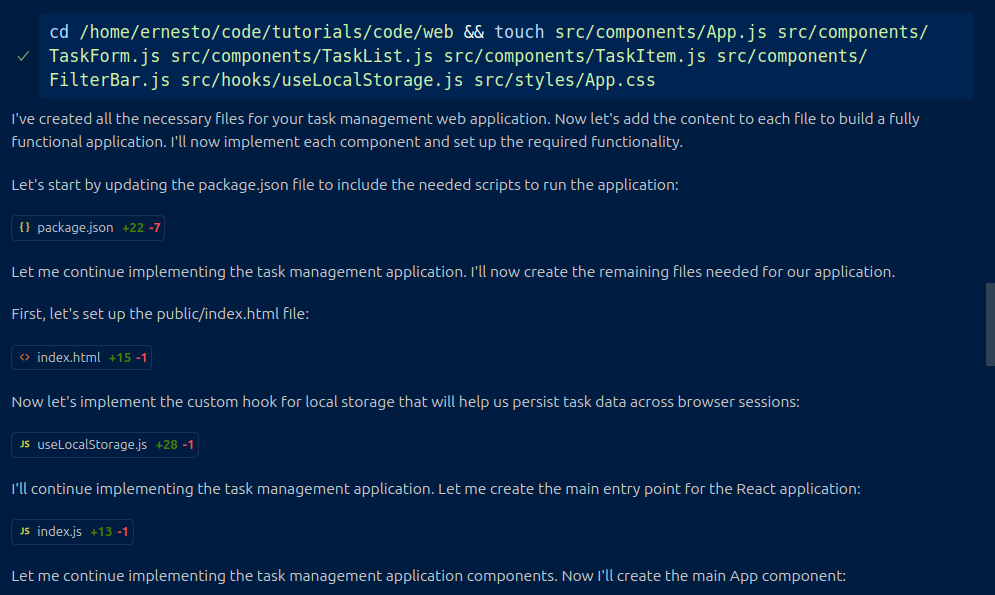 cd /home/ernesto/code/tutorials/code/web && touch src/components/App.js src/components/
TaskForm.js src/components/TaskList.js src/components/TaskItem.js src/components/
FilterBar.js src/hooks/useLocalStorage.js src/styles/App.css
I've created all the necessary files for your task management web application. Now let's add the content to each file to build a fully
functional application. I'll now implement each component and set up the required functionality.
Let's start by updating the package.json file to include the needed scripts to run the application:
{} package.json +22 -7
Let me continue implementing the task management application. I'll now create the remaining files needed for our application.
First, let's set up the public/index.html file:
<> index.html +15 -1
Now let's implement the custom hook for local storage that will help us persist task data across browser sessions:
JS useLocalStorage.js +28 -1
I'll continue implementing the task management application. Let me create the main entry point for the React application:
JS index.js +13 -1
Let me continue implementing the task management application components. Now I'll create the main App component: